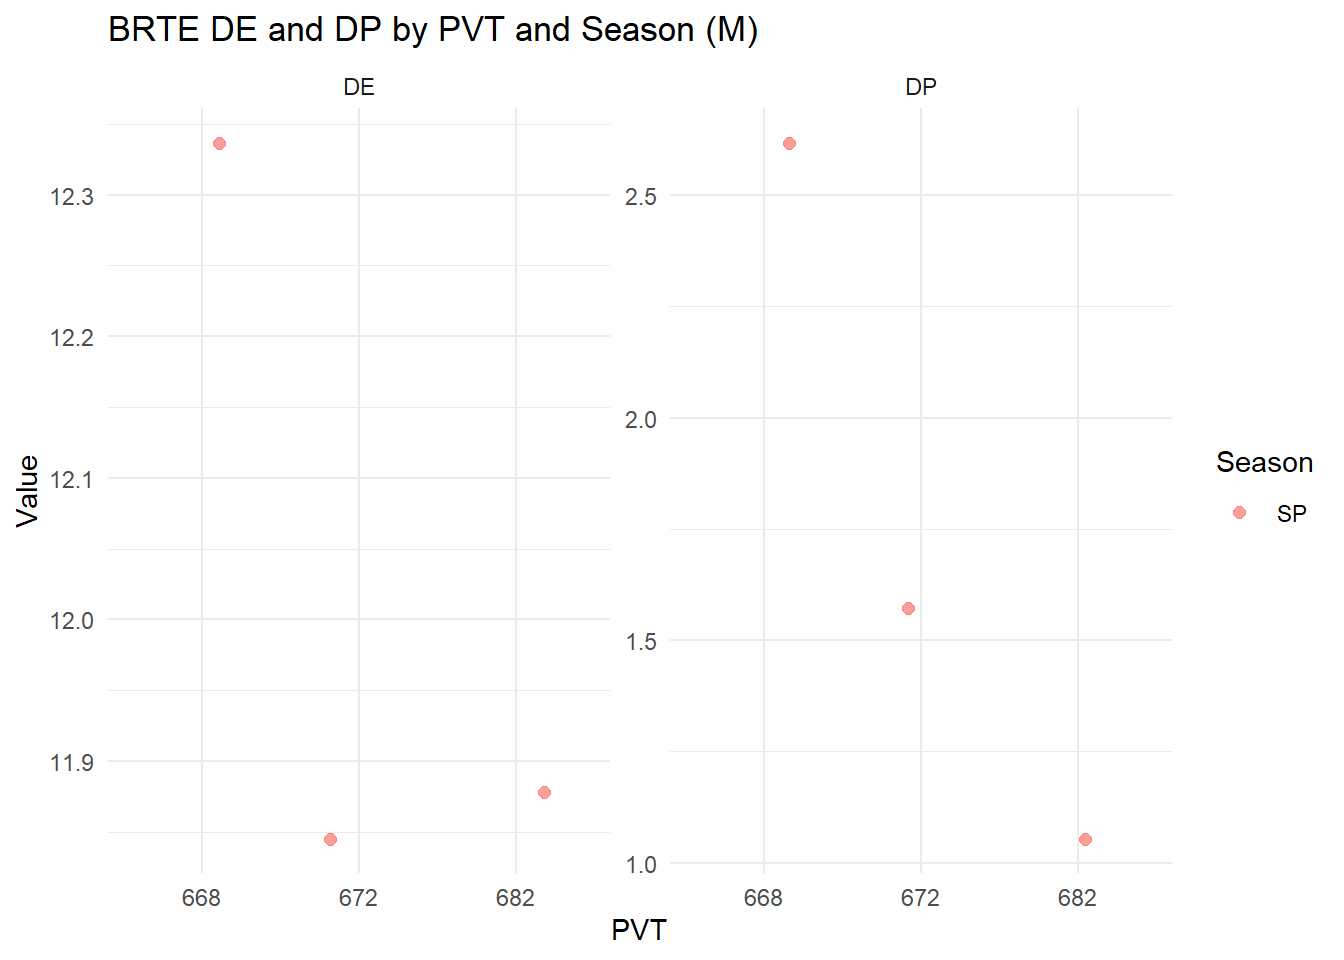 BRTE DE and DP by PVT and Season (M)
DE
DP
12.3
12.2
12.1
12.0
11.9
2.5
2.0
1.5
1.0
Value
668
672
682
668
672
682
PVT
Season
SP